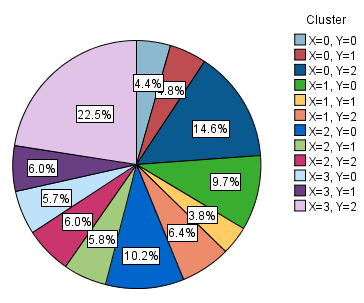 Cluster
X=0, Y=0
X=0, Y=1
X=0, Y=2
X=1, Y=0
X=1, Y=1
X=1, Y=2
X=2, Y=0
X=2, Y=1
X=2, Y=2
X=3, Y=0
X=3, Y=1
X=3, Y=2
4.4%
.8%
14.6%
9.7%
3.8%
6.4%
10.2%
5.8%
6.0%
5.7%
6.0%
22.5%